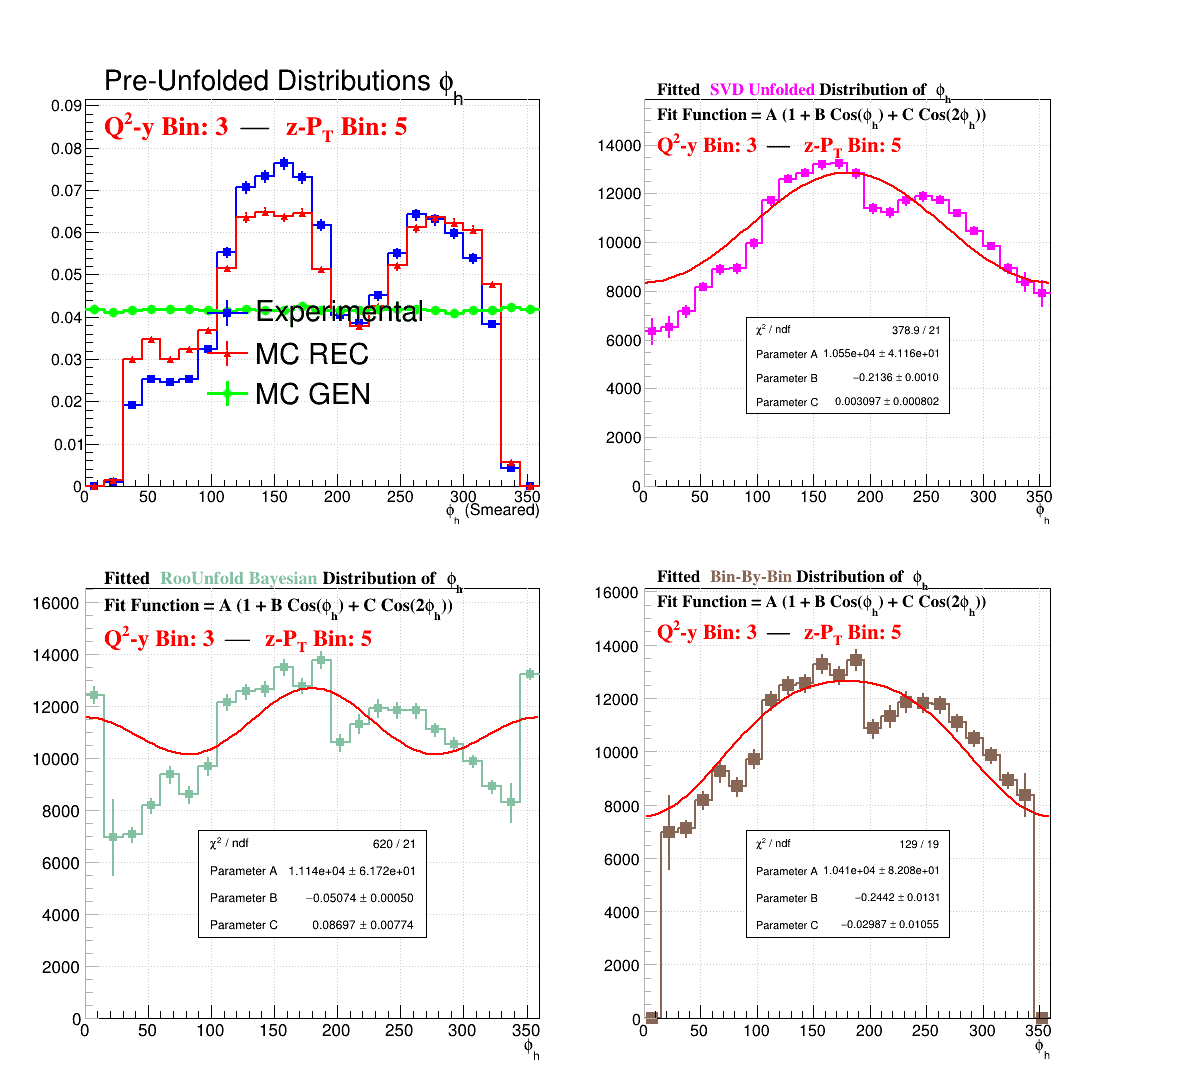 Pre-Unfolded Distributions ϕh
Q²-y Bin: 3 — z-PT Bin: 5
0.09
0.08
0.07
0.06
0.05
0.04
0.03
0.02
0.01
0
Experimental
MC REC
MC GEN
0 50 100 150 200 250 300 350
ϕh (Smeared)
Fitted SVD Unfolded Distribution of ϕh
Fit Function = A (1 + B Cos(ϕh) + C Cos(2ϕh))
Q²-y Bin: 3 — z-PT Bin: 5
14000
12000
10000
8000
6000
4000
2000
0
χ² / ndf 378.9 / 21
Parameter A 1.055e+04 ± 4.116e+01
Parameter B −0.2136 ± 0.0010
Parameter C 0.003097 ± 0.000802
0 50 100 150 200 250 300 350
ϕh
Fitted RooUnfold Bayesian Distribution of ϕh
Fit Function = A (1 + B Cos(ϕh) + C Cos(2ϕh))
Q²-y Bin: 3 — z-PT Bin: 5
16000
14000
12000
10000
8000
6000
4000
2000
0
χ² / ndf 620 / 21
Parameter A 1.114e+04 ± 6.172e+01
Parameter B −0.05074 ± 0.00050
Parameter C 0.08697 ± 0.00774
0 50 100 150 200 250 300 350
ϕh
Fitted Bin-By-Bin Distribution of ϕh
Fit Function = A (1 + B Cos(ϕh) + C Cos(2ϕh))
Q²-y Bin: 3 — z-PT Bin: 5
16000
14000
12000
10000
8000
6000
4000
2000
0
χ² / ndf 129 / 19
Parameter A 1.041e+04 ± 8.208e+01
Parameter B −0.2442 ± 0.0131
Parameter C −0.02987 ± 0.01055
0 50 100 150 200 250 300 350
ϕh